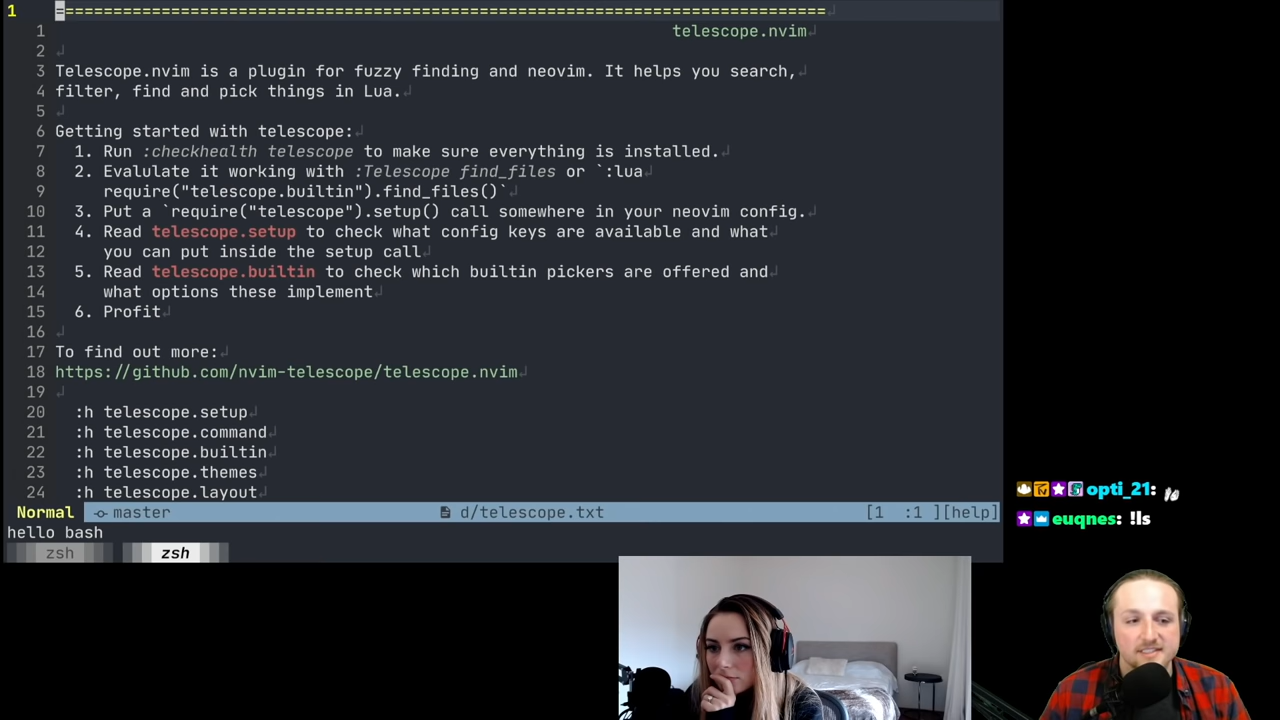 1 ================================================================================
1 telescope.nvim
2
3 Telescope.nvim is a plugin for fuzzy finding and neovim. It helps you search,
4 filter, find and pick things in Lua.
5
6 Getting started with telescope:
7 1. Run :checkhealth telescope to make sure everything is installed.
8 2. Evalulate it working with :Telescope find_files or `:lua
9 require("telescope.builtin").find_files()`
10 3. Put a `require("telescope").setup() call somewhere in your neovim config.
11 4. Read telescope.setup to check what config keys are available and what
12 you can put inside the setup call
13 5. Read telescope.builtin to check which builtin pickers are offered and
14 what options these implement
15 6. Profit
16
17 To find out more:
18 https://github.com/nvim-telescope/telescope.nvim
19
20 :h telescope.setup
21 :h telescope.command
22 :h telescope.builtin
23 :h telescope.themes
24 :h telescope.layout
Normal master d/telescope.txt [1 :1 ][help]
hello bash
zsh zsh
opti_21:
euqnes: !ls